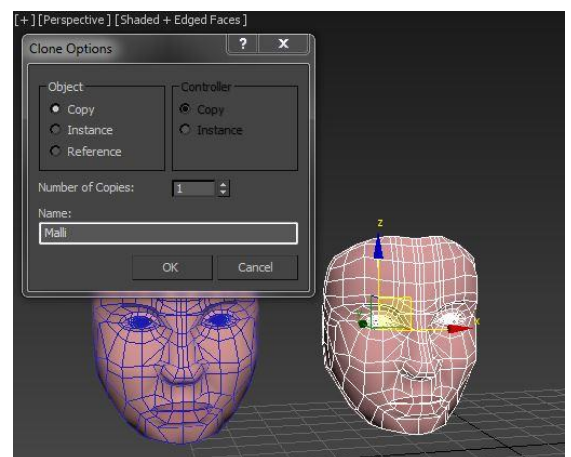 [+] [Perspective] [Shaded + Edged Faces]
Clone Options
? x
Object
Copy
Instance
Reference
Controller
Copy
Instance
Number of Copies: 1
Name:
Malli
OK Cancel
z
x